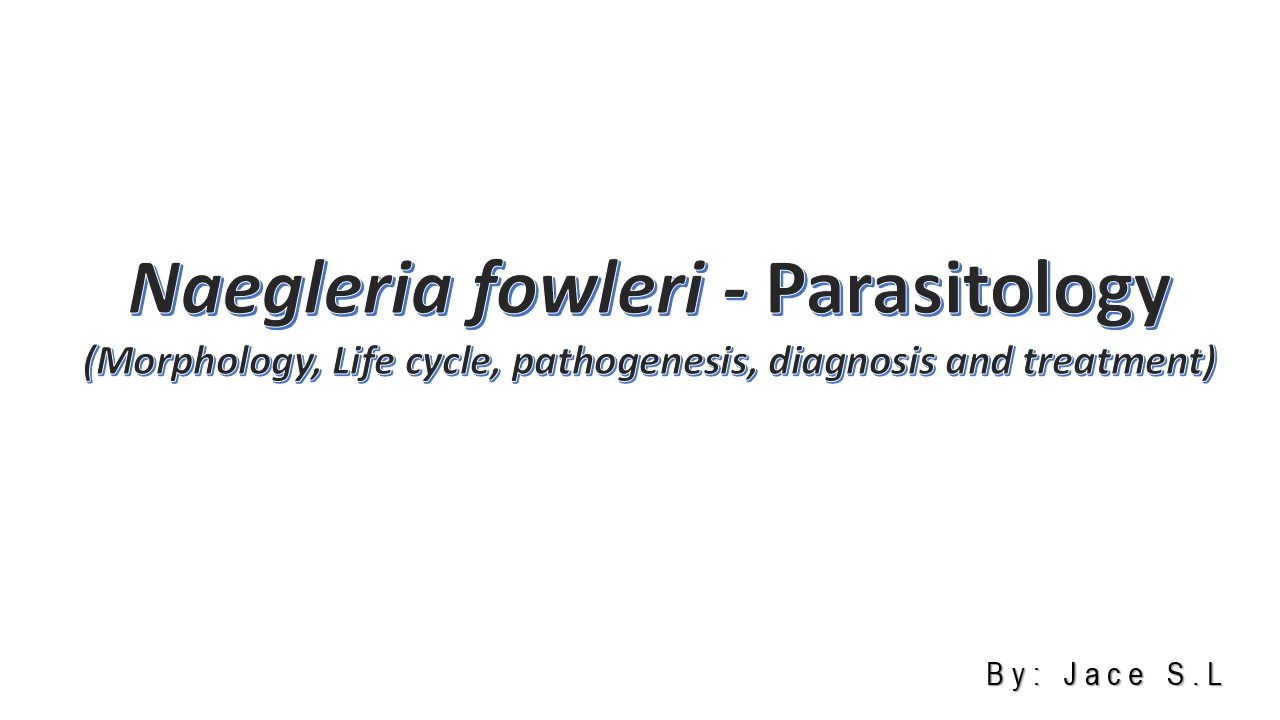 Naegleria fowleri - Parasitology
(Morphology, Life cycle, pathogenesis, diagnosis and treatment)
By: Jace S.L